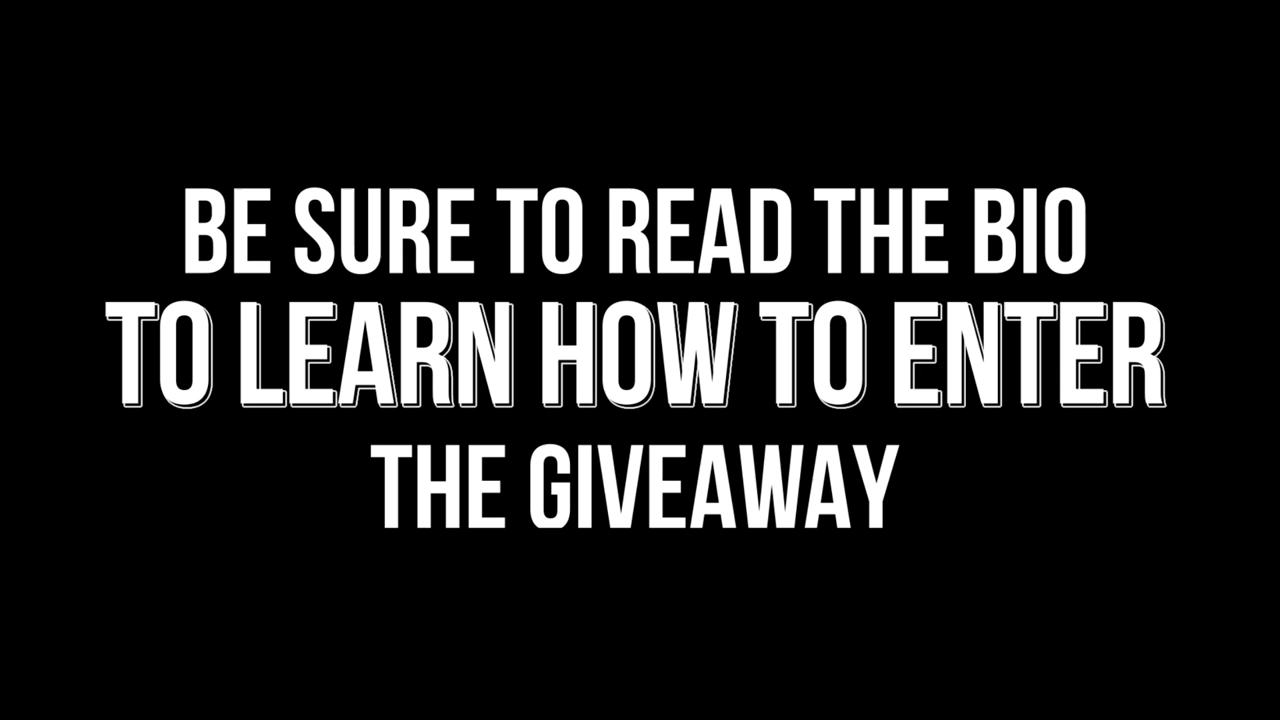 BE SURE TO READ THE BIO
TO LEARN HOW TO ENTER
THE GIVEAWAY